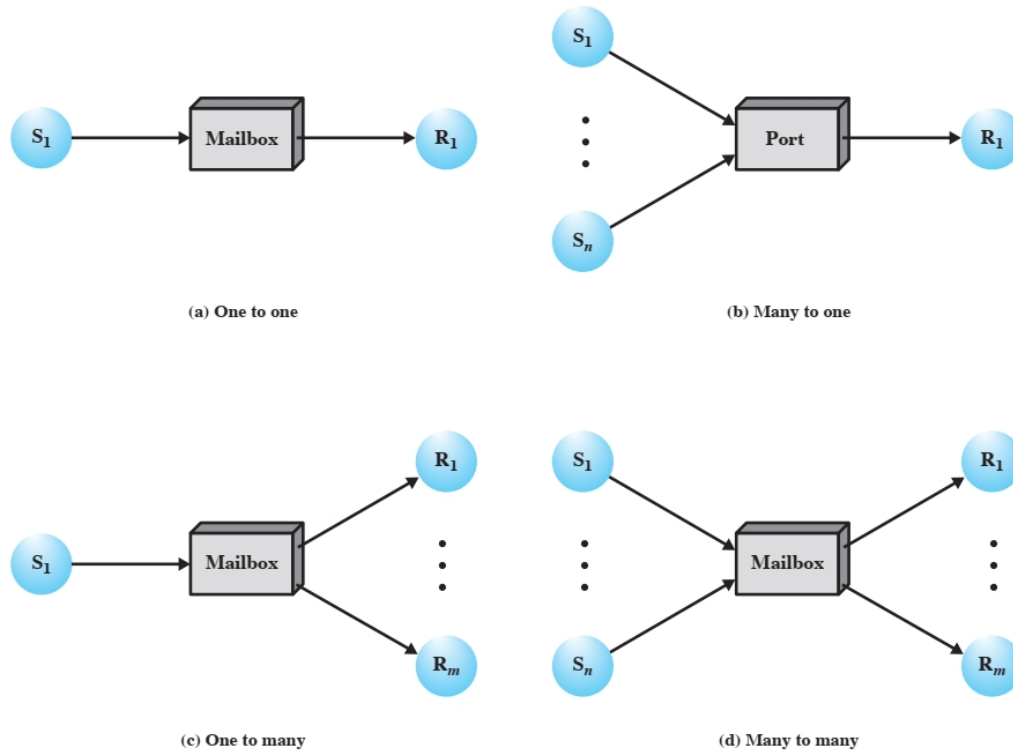 S1
Mailbox
R1
(a) One to one
S1
Sn
Port
R1
(b) Many to one
S1
Mailbox
R1
Rm
(c) One to many
S1
Sn
Mailbox
R1
Rm
(d) Many to many